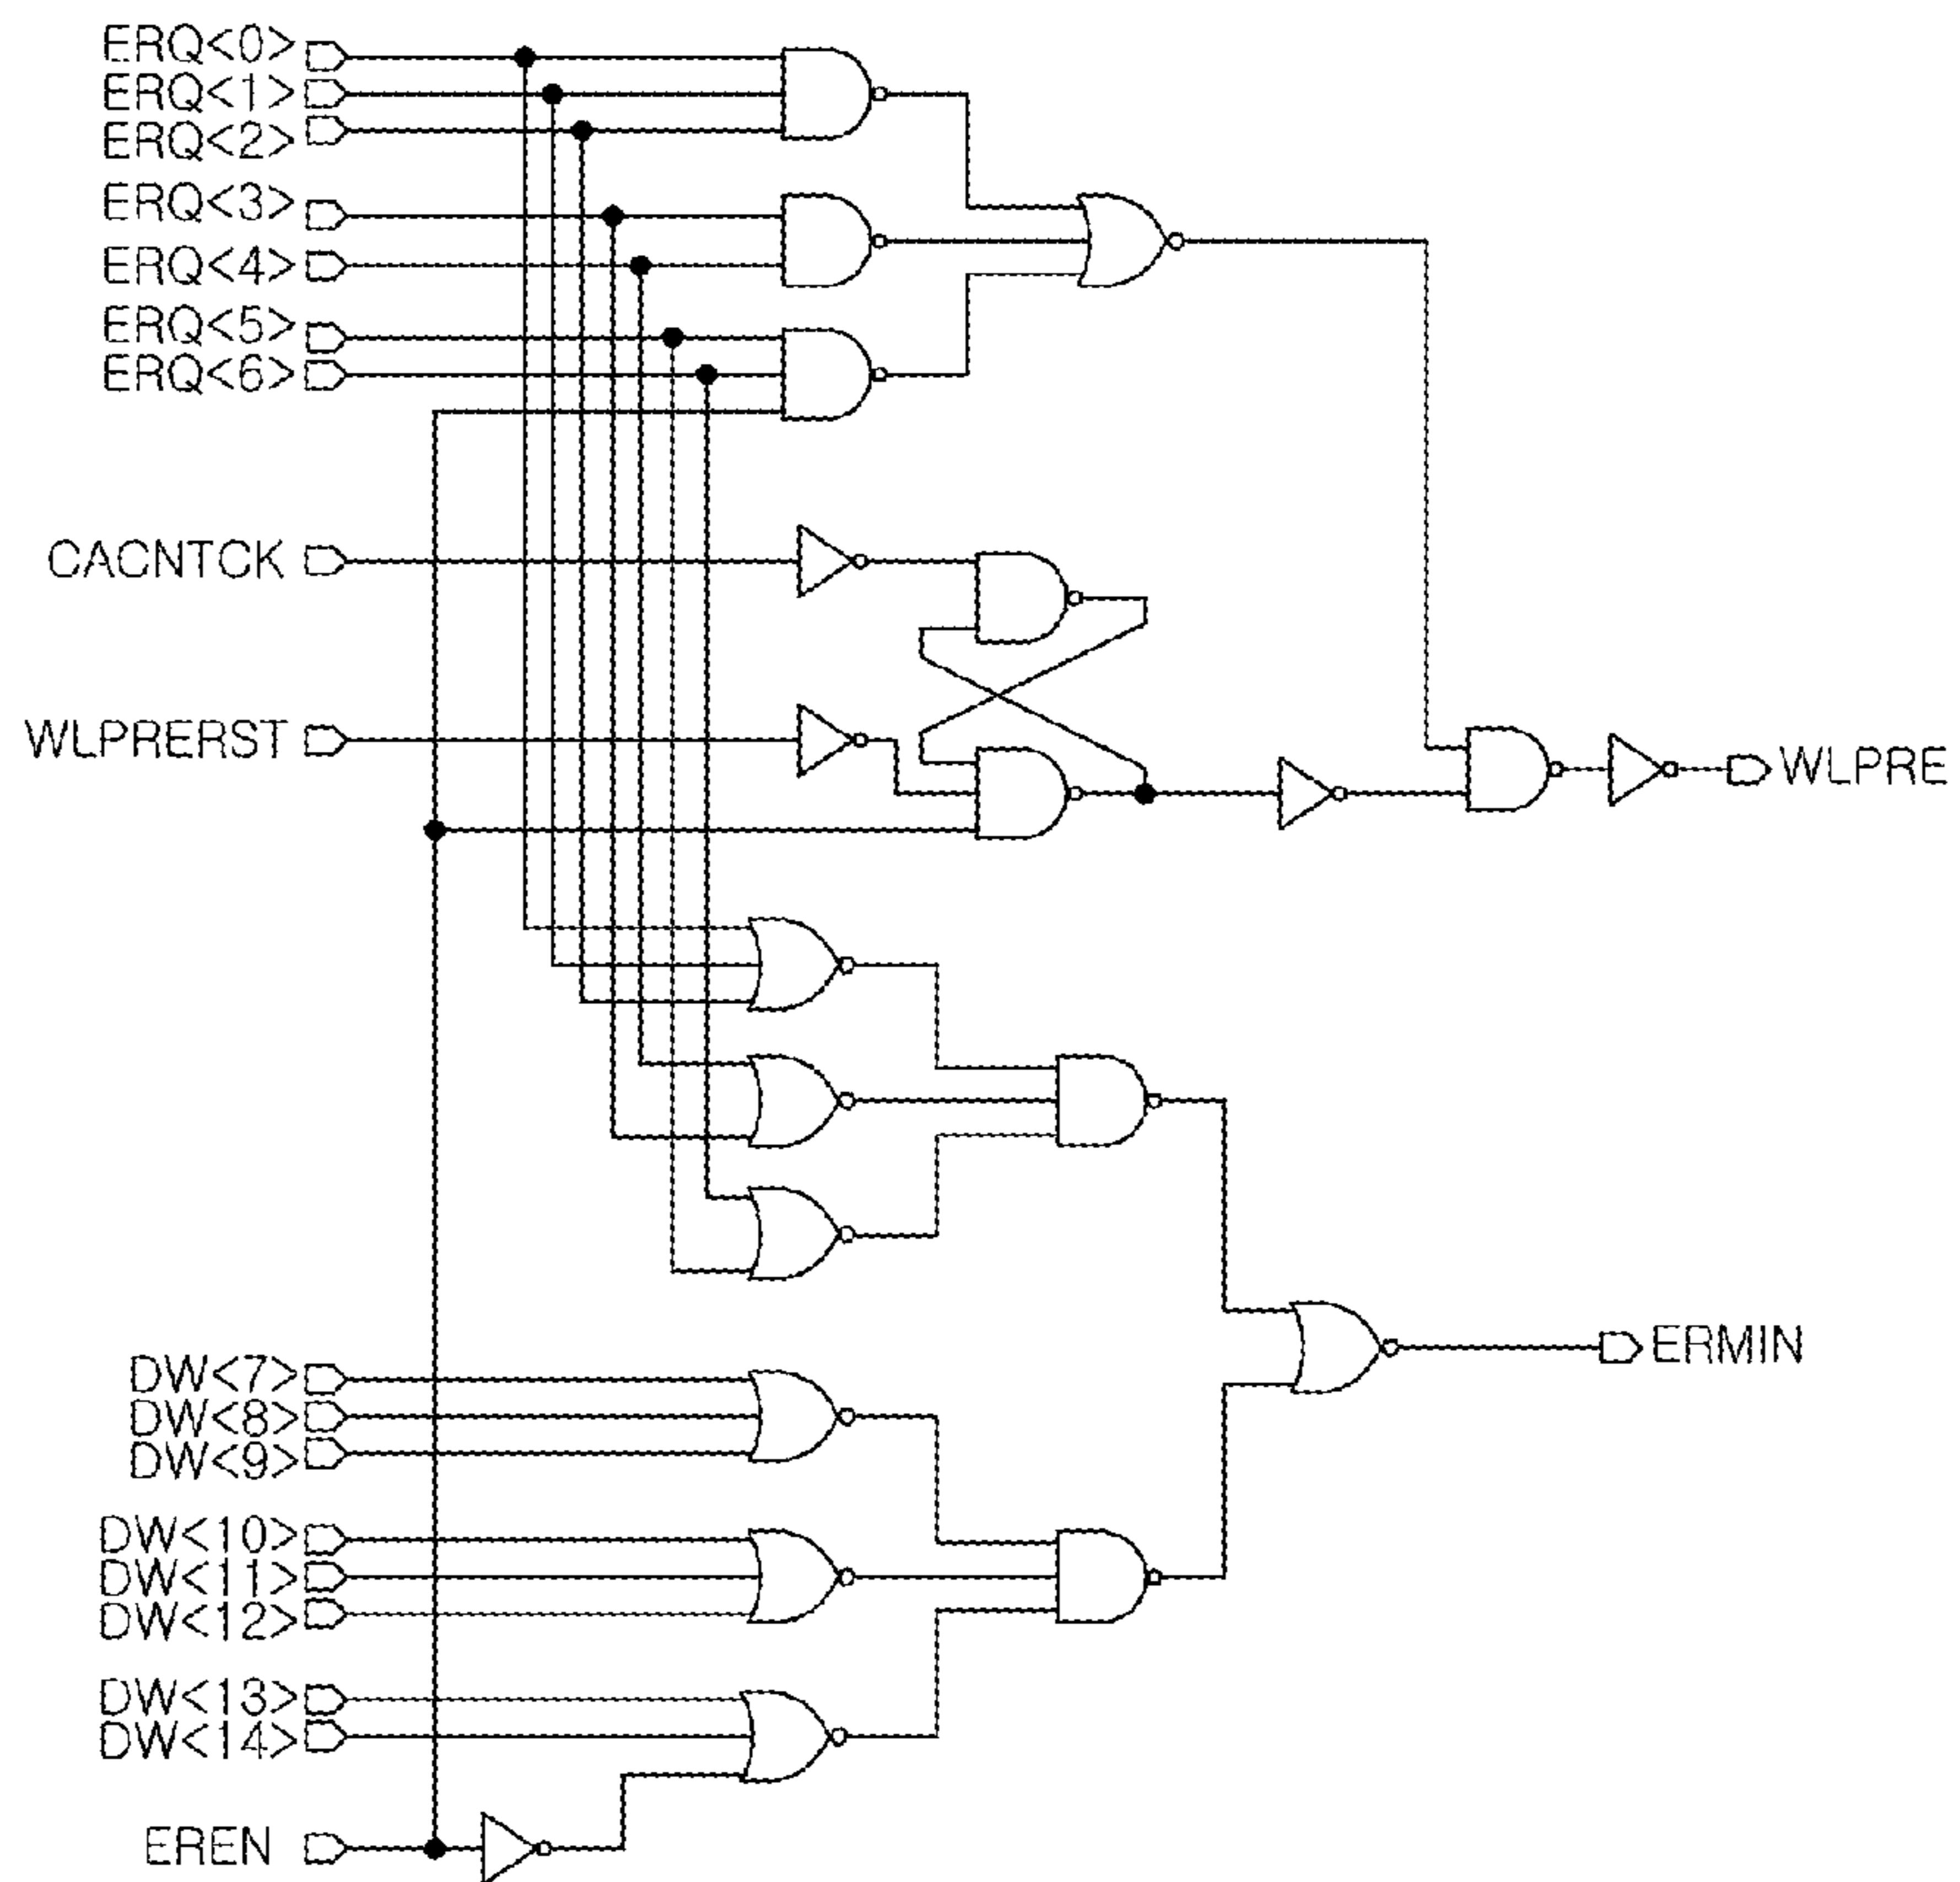 ERQ<0>
ERQ<1>
ERQ<2>
ERQ<3>
ERQ<4>
ERQ<5>
ERQ<6>
CACNTCK
WLPRERST
WLPRE
ERMIN
DW<7>
DW<8>
DW<9>
DW<10>
DW<11>
DW<12>
DW<13>
DW<14>
EREN